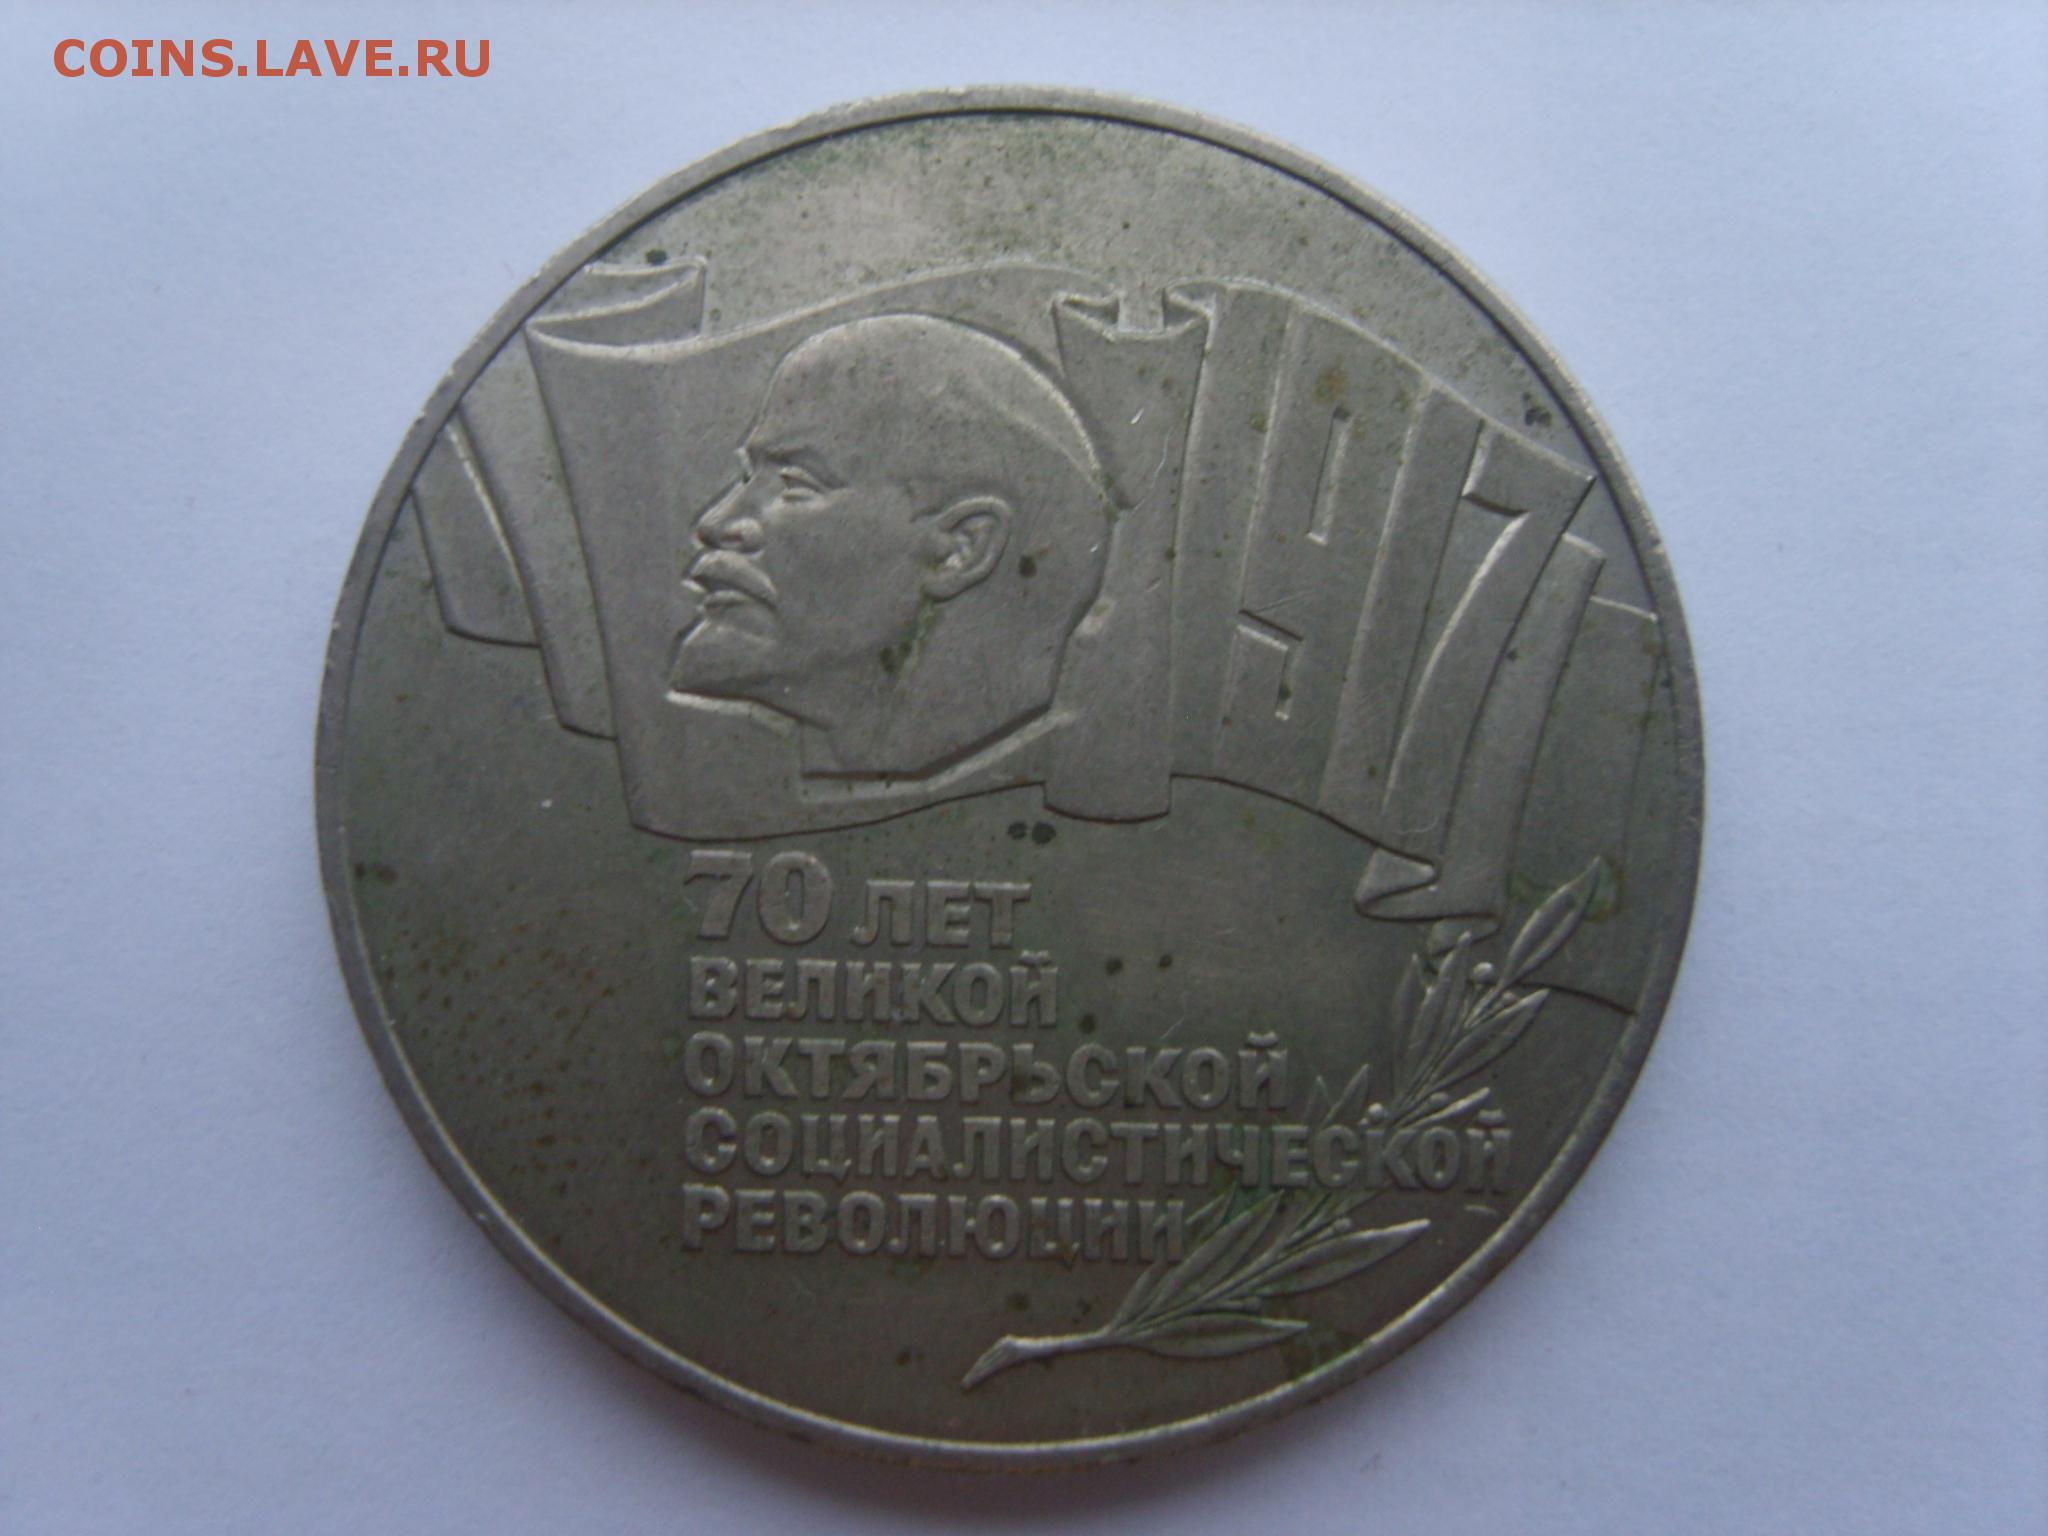 COINS.LAVE.RU
1917
70 ЛЕТ
ВЕЛИКОЙ
ОКТЯБРЬСКОЙ
СОЦИАЛИСТИЧЕСКОЙ
РЕВОЛЮЦИИ